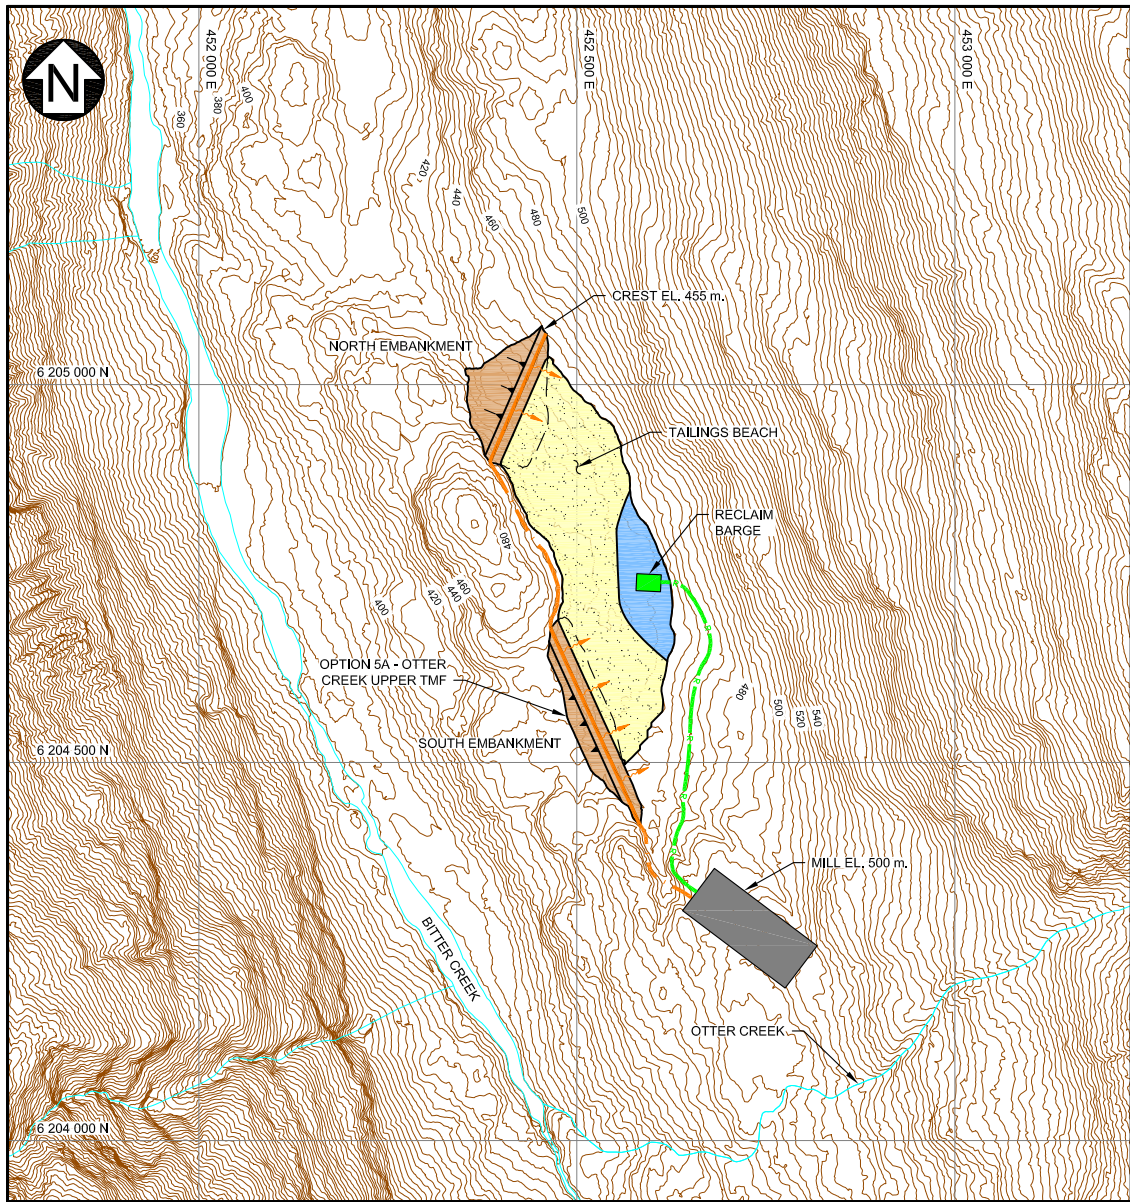 N
452 000 E
452 500 E
453 000 E
360
380
400
420
440
460
480
500
CREST EL. 455 m.
NORTH EMBANKMENT
6 205 000 N
TAILINGS BEACH
RECLAIM
BARGE
480
460
440
420
400
OPTION 5A - OTTER
CREEK UPPER TMF
480
500
520
540
SOUTH EMBANKMENT
6 204 500 N
MILL EL. 500 m.
BITTER CREEK
OTTER CREEK
6 204 000 N